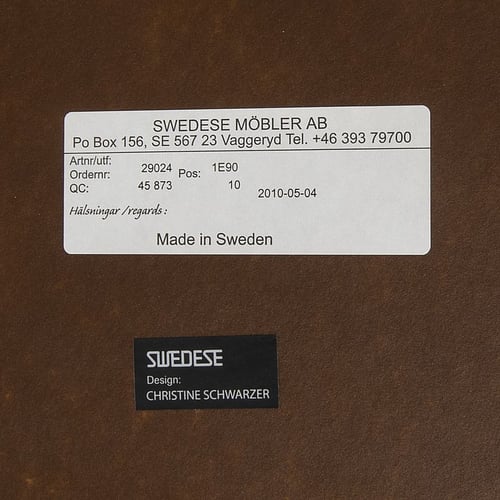 SWEDESE MÖBLER AB
Po Box 156, SE 567 23 Vaggeryd Tel. +46 393 79700
Artnr/utf: 29024 1E90
Ordernr: Pos:
QC: 45 873 10 2010-05-04
Hälsningar /regards:
Made in Sweden
SWEDESE
Design:
CHRISTINE SCHWARZER